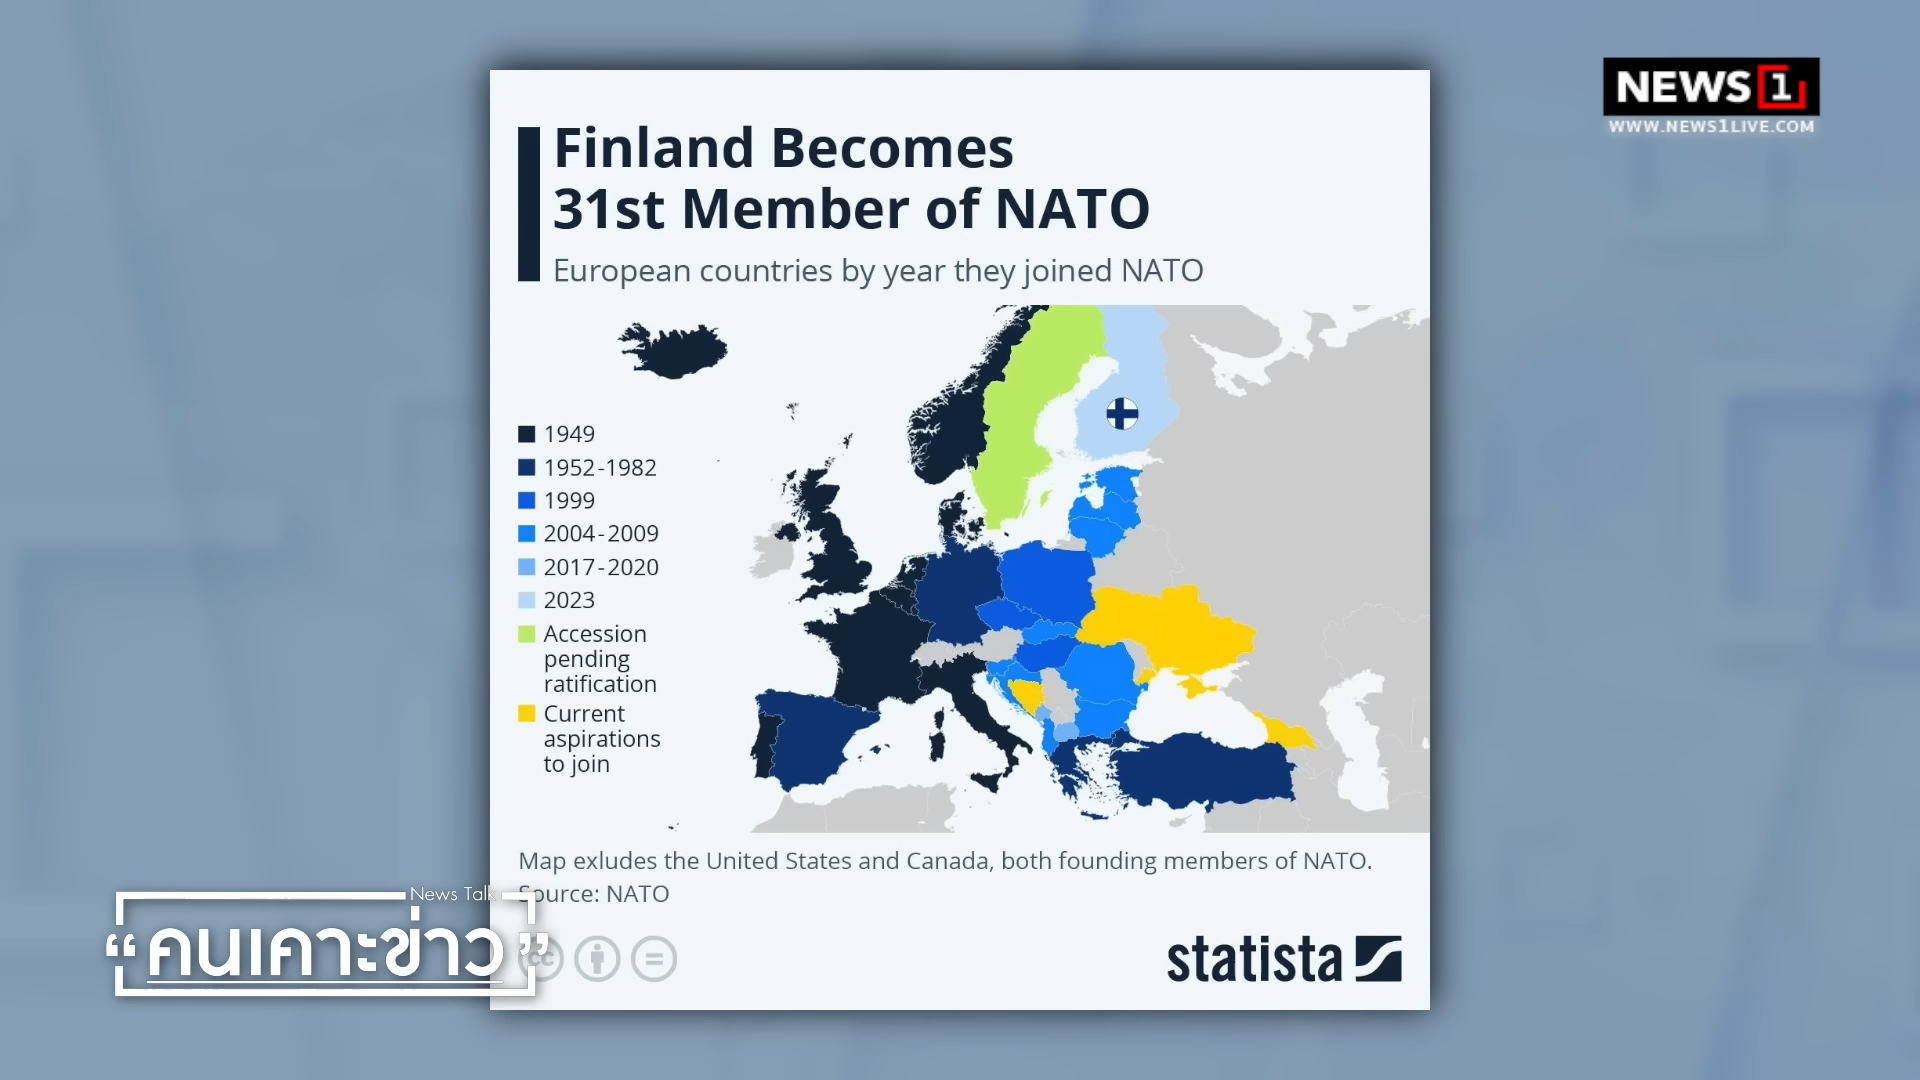 NEWS 1
WWW.NEWS1LIVE.COM
Finland Becomes
31st Member of NATO
European countries by year they joined NATO
1949
1952-1982
1999
2004-2009
2017-2020
2023
Accession
pending
ratification
Current
aspirations
to join
Map exludes the United States and Canada, both founding members of NATO.
Source: NATO
News Talk
“คนเคาะข่าว”
cc
statista